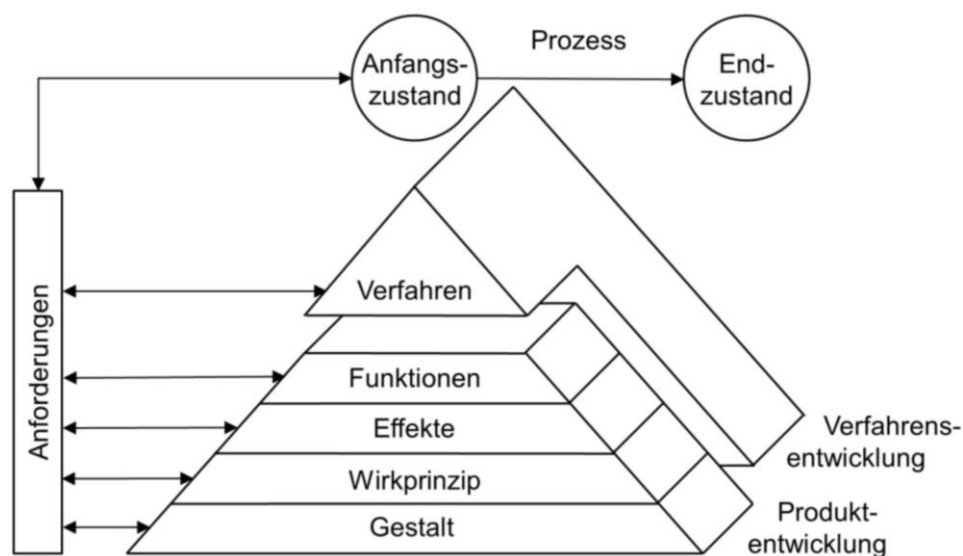 Prozess
Anfangs-
zustand
End-
zustand
Anforderungen
Verfahren
Funktionen
Effekte
Wirkprinzip
Gestalt
Verfahrens-
entwicklung
Produkt-
entwicklung